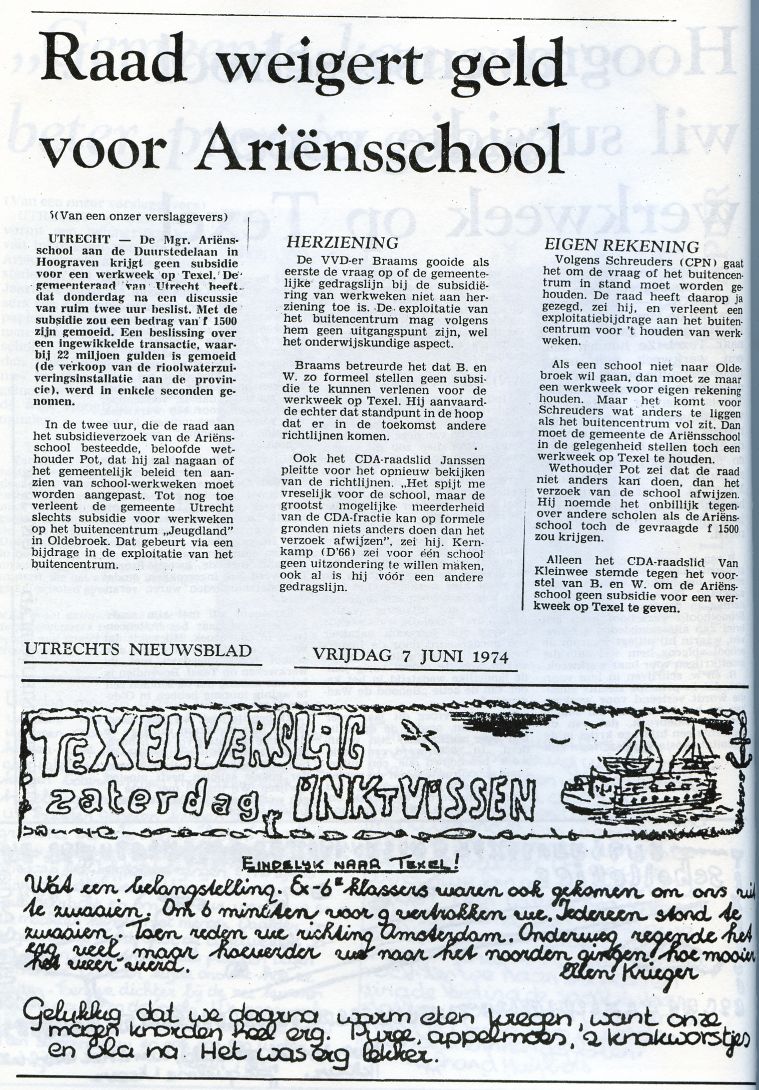 Raad weigert geld
voor Ariënsschool
(Van een onzer verslaggevers)
UTRECHT — De Mgr. Ariëns-
school aan de Duurstedelaan in
Hoograven krijgt geen subsidie
voor een werkweek op Texel. De
gemeenteraad van Utrecht heeft
dat donderdag na een discussie
van ruim twee uur beslist. Met de
subsidie zou een bedrag van f 1500
zijn gemoeid. Een beslissing over
een ingewikkelde transactie, waar-
bij 22 miljoen gulden is gemoeid
(de verkoop van de rioolwaterzui-
veringsinstallatie aan de provin-
cie), werd in enkele seconden ge-
nomen.
In de twee uur, die de raad aan
het subsidieverzoek van de Ariëns-
school besteedde, beloofde wet-
houder Pot, dat hij zal nagaan of
het gemeentelijk beleid ten aan-
zien van school-werkweken moet
worden aangepast. Tot nog toe
verleent de gemeente Utrecht
slechts subsidie voor werkweken
op het buitencentrum „Jeugdland"
in Oldebroek. Dat gebeurt via een
bijdrage in de exploitatie van het
buitencentrum.
HERZIENING
De VVD-er Braams gooide als
eerste de vraag op of de gemeente-
lijke gedragslijn bij de subsidië-
ring van werkweken niet aan her-
ziening toe is. De exploitatie van
het buitencentrum mag volgens
hem geen uitgangspunt zijn, wel
het onderwijskundige aspect.
Braams betreurde het dat B. en
W. zo formeel stellen geen subsi-
die te kunnen verlenen voor de
werkweek op Texel. Hij aanvaard-
de echter dat standpunt in de hoop
dat er in de toekomst andere
richtlijnen komen.
Ook het CDA-raadslid Janssen
pleitte voor het opnieuw bekijken
van de richtlijnen. „Het spijt me
vreselijk voor de school, maar de
grootst mogelijke meerderheid
van de CDA-fractie kan op formele
gronden niets anders doen dan het
verzoek afwijzen", zei hij. Kern-
kamp (D'66) zei voor één school
geen uitzondering te willen maken,
ook al is hij vóór een andere
gedragslijn.
EIGEN REKENING
Volgens Schreuders (CPN) gaat
het om de vraag of het buitencen-
trum in stand moet worden ge-
houden. De raad heeft daarop ja
gezegd, zei hij, en verleent een
exploitatiebijdrage aan het buiten-
centrum voor 't houden van werk-
weken.
Als een school niet naar Olde-
broek wil gaan, dan moet ze maar
een werkweek voor eigen rekening
houden. Maar het komt voor
Schreuders wat anders te liggen
als het buitencentrum vol zit. Dan
moet de gemeente de Ariënsschool
in de gelegenheid stellen toch een
werkweek op Texel te houden.
Wethouder Pot zei dat de raad
niet anders kan doen, dan het
verzoek van de school afwijzen.
Hij noemde het onbillijk tegen-
over andere scholen als de Ariëns-
school toch de gevraagde f 1500
zou krijgen.
Alleen het CDA-raadslid Van
Kleinwee stemde tegen het voor-
stel van B. en W. om de Ariëns-
school geen subsidie voor een wer-
kweek op Texel te geven.
UTRECHTS NIEUWSBLAD
VRIJDAG 7 JUNI 1974
TEXELVERSLAG
zaterdag, INKTVISSEN
EINDELYK NAAR TEXEL!
Wat een belangstelling. Ex-6e klassers waren ook gekomen om ons uit
te zwaaien. Om 6 minuten voor 9 vertrokken we. Iedereen stond te
zwaaien. Toen reden we richting Amsterdam. Onderweg regende het
erg veel, maar hoeverder we naar het noorden gingen, hoe mooier
het weer werd.
Ellen Krieger
Gelukkig dat we daarna warm eten kregen, want onze
magen knorden heel erg. Puree, appelmoes, 2 knakworstjes
en vla na. Het was erg lekker.